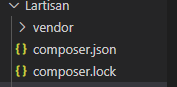 Lartisan
vendor
{} composer.json
{} composer.lock